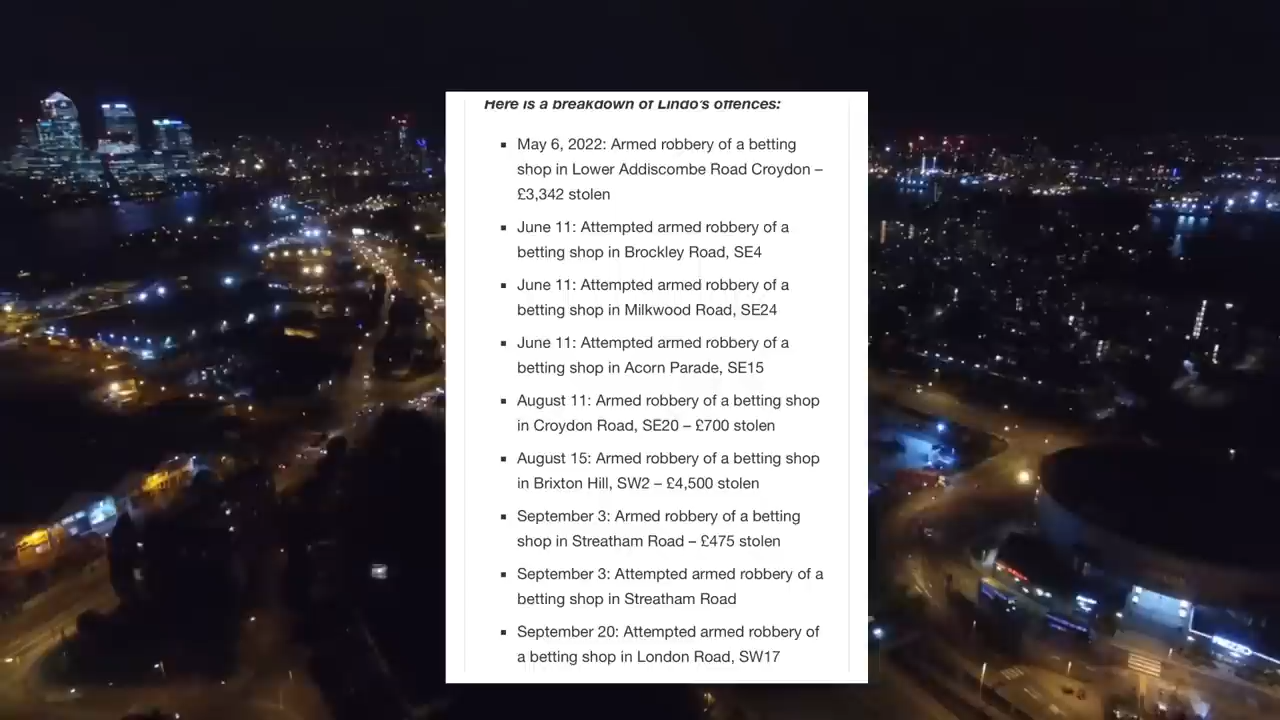 Here is a breakdown of Lindo's offences:
▪ May 6, 2022: Armed robbery of a betting
shop in Lower Addiscombe Road Croydon –
£3,342 stolen
▪ June 11: Attempted armed robbery of a
betting shop in Brockley Road, SE4
▪ June 11: Attempted armed robbery of a
betting shop in Milkwood Road, SE24
▪ June 11: Attempted armed robbery of a
betting shop in Acorn Parade, SE15
▪ August 11: Armed robbery of a betting shop
in Croydon Road, SE20 – £700 stolen
▪ August 15: Armed robbery of a betting shop
in Brixton Hill, SW2 – £4,500 stolen
▪ September 3: Armed robbery of a betting
shop in Streatham Road – £475 stolen
▪ September 3: Attempted armed robbery of a
betting shop in Streatham Road
▪ September 20: Attempted armed robbery of
a betting shop in London Road, SW17